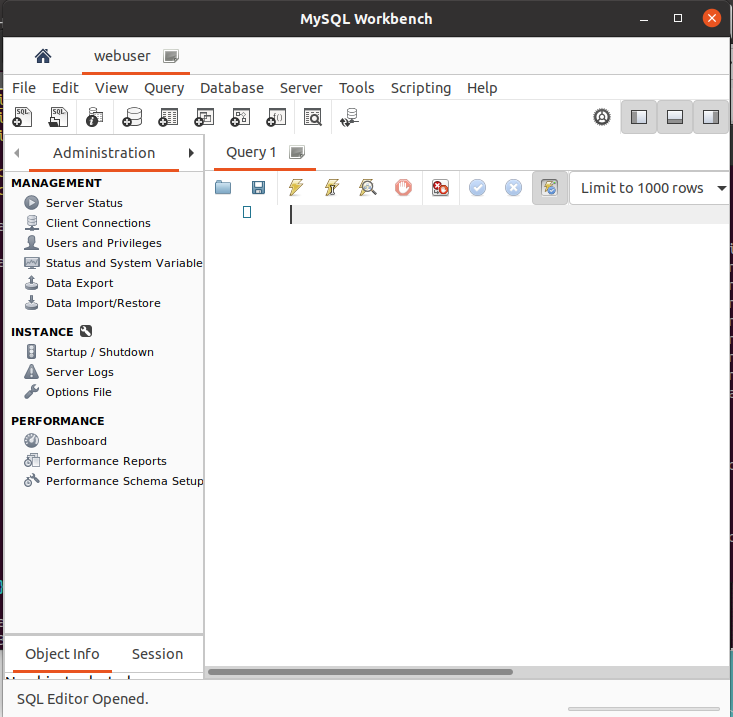 MySQL Workbench
webuser
File Edit View Query Database Server Tools Scripting Help
Administration
Query 1
MANAGEMENT
Server Status
Client Connections
Users and Privileges
Status and System Variable
Data Export
Data Import/Restore
INSTANCE
Startup / Shutdown
Server Logs
Options File
PERFORMANCE
Dashboard
Performance Reports
Performance Schema Setup
Limit to 1000 rows
Object Info Session
SQL Editor Opened.